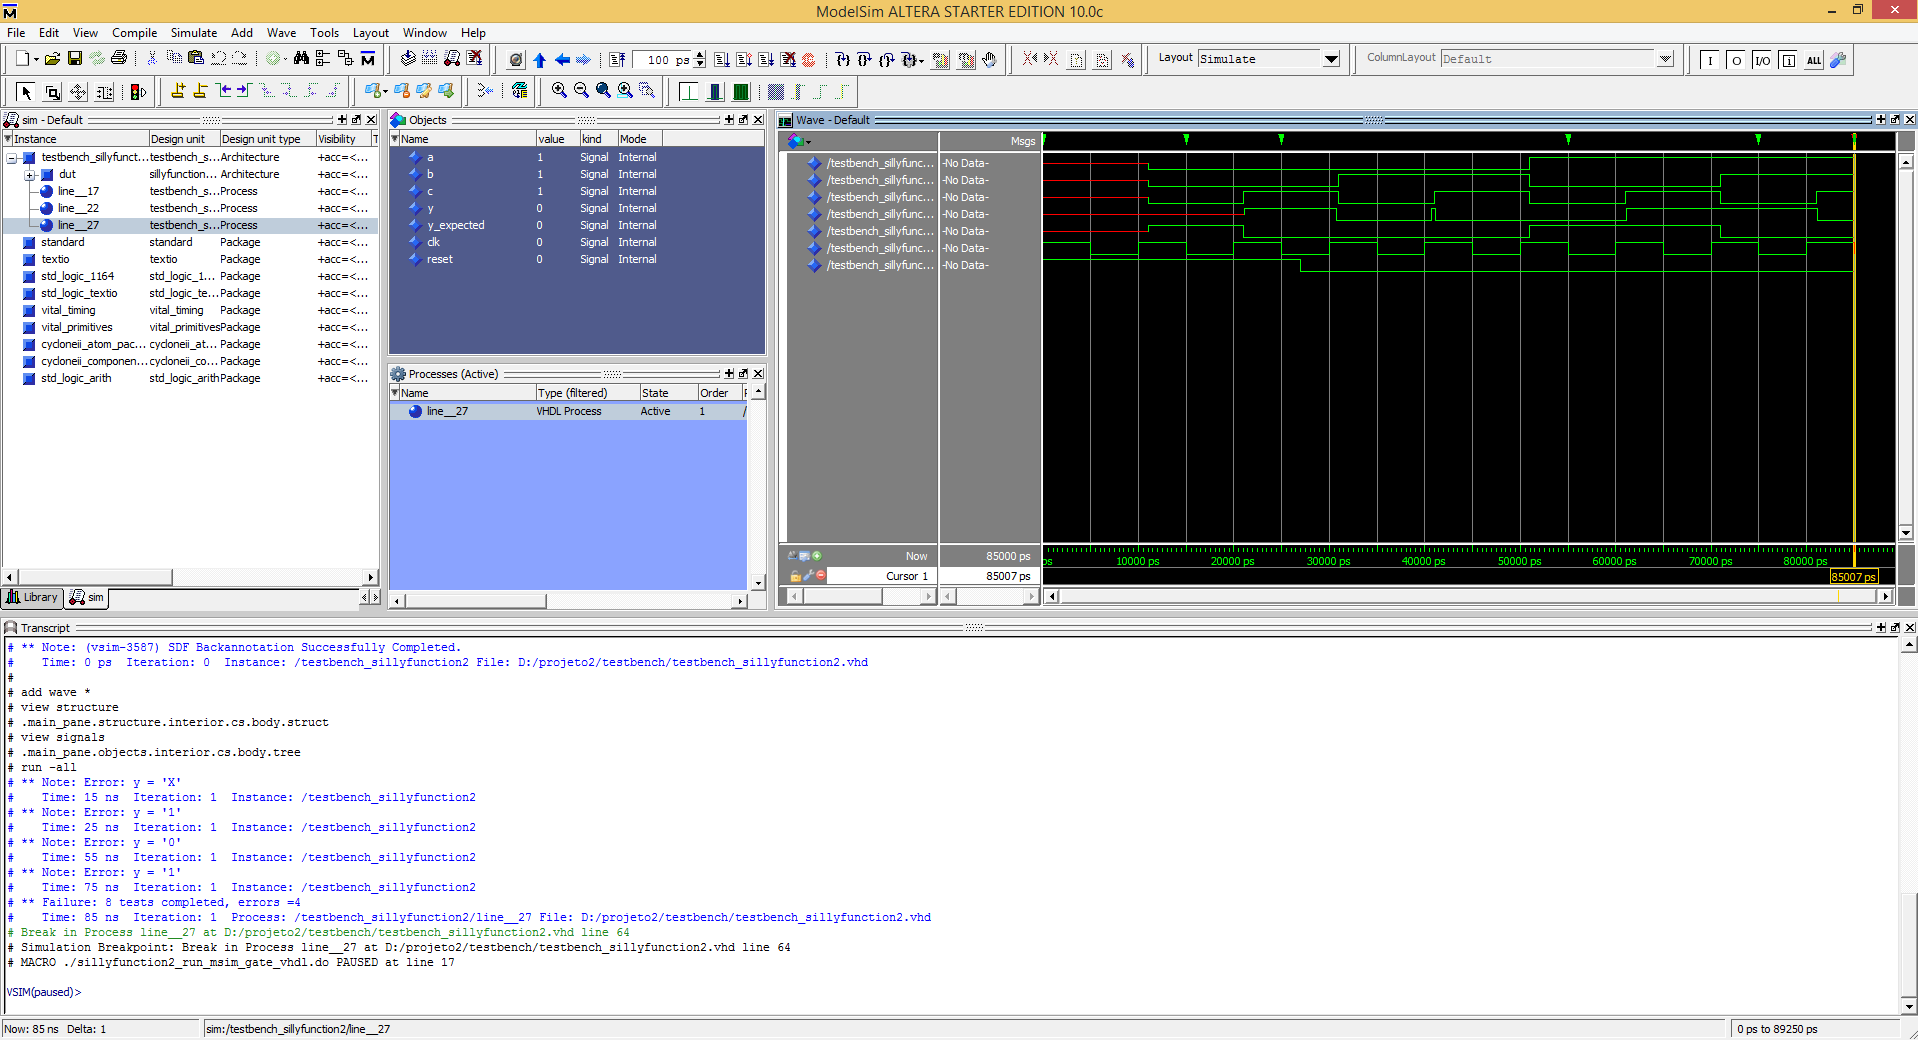 ModelSim ALTERA STARTER EDITION 10.0c
File Edit View Compile Simulate Add Wave Tools Layout Window Help
100 ps Layout Simulate ColumnLayout Default I O I/O i ALL
sim - Default
Instance Design unit Design unit type Visibility T
testbench_sillyfunct... testbench_s... Architecture +acc=<...
dut sillyfunction... Architecture +acc=<...
line__17 testbench_s... Process +acc=<...
line__22 testbench_s... Process +acc=<...
line__27 testbench_s... Process +acc=<...
standard standard Package +acc=<...
textio textio Package +acc=<...
std_logic_1164 std_logic_1... Package +acc=<...
std_logic_textio std_logic_te... Package +acc=<...
vital_timing vital_timing Package +acc=<...
vital_primitives vital_primitives Package +acc=<...
cycloneii_atom_pac... cycloneii_at... Package +acc=<...
cycloneii_componen... cycloneii_co... Package +acc=<...
std_logic_arith std_logic_arith Package +acc=<...
Library sim
Objects
Name value kind Mode
a 1 Signal Internal
b 1 Signal Internal
c 1 Signal Internal
y 0 Signal Internal
y_expected 0 Signal Internal
clk 0 Signal Internal
reset 0 Signal Internal
Processes (Active)
Name Type (filtered) State Order
line__27 VHDL Process Active 1 /
Wave - Default
Msgs
/testbench_sillyfunc... -No Data-
/testbench_sillyfunc... -No Data-
/testbench_sillyfunc... -No Data-
/testbench_sillyfunc... -No Data-
/testbench_sillyfunc... -No Data-
/testbench_sillyfunc... -No Data-
/testbench_sillyfunc... -No Data-
Now 85000 ps ps 10000 ps 20000 ps 30000 ps 40000 ps 50000 ps 60000 ps 70000 ps 80000 ps
Cursor 1 85007 ps 85007 ps
Transcript
# ** Note: (vsim-3587) SDF Backannotation Successfully Completed.
#    Time: 0 ps  Iteration: 0  Instance: /testbench_sillyfunction2 File: D:/projeto2/testbench/testbench_sillyfunction2.vhd
#
# add wave *
# view structure
# .main_pane.structure.interior.cs.body.struct
# view signals
# .main_pane.objects.interior.cs.body.tree
# run -all
# ** Note: Error: y = 'X'
#    Time: 15 ns  Iteration: 1  Instance: /testbench_sillyfunction2
# ** Note: Error: y = '1'
#    Time: 25 ns  Iteration: 1  Instance: /testbench_sillyfunction2
# ** Note: Error: y = '0'
#    Time: 55 ns  Iteration: 1  Instance: /testbench_sillyfunction2
# ** Note: Error: y = '1'
#    Time: 75 ns  Iteration: 1  Instance: /testbench_sillyfunction2
# ** Failure: 8 tests completed, errors =4
#    Time: 85 ns  Iteration: 1  Process: /testbench_sillyfunction2/line__27 File: D:/projeto2/testbench/testbench_sillyfunction2.vhd
# Break in Process line__27 at D:/projeto2/testbench/testbench_sillyfunction2.vhd line 64
# Simulation Breakpoint: Break in Process line__27 at D:/projeto2/testbench/testbench_sillyfunction2.vhd line 64
# MACRO ./sillyfunction2_run_msim_gate_vhdl.do PAUSED at line 17
VSIM(paused)>
Now: 85 ns Delta: 1 sim:/testbench_sillyfunction2/line__27 0 ps to 89250 ps